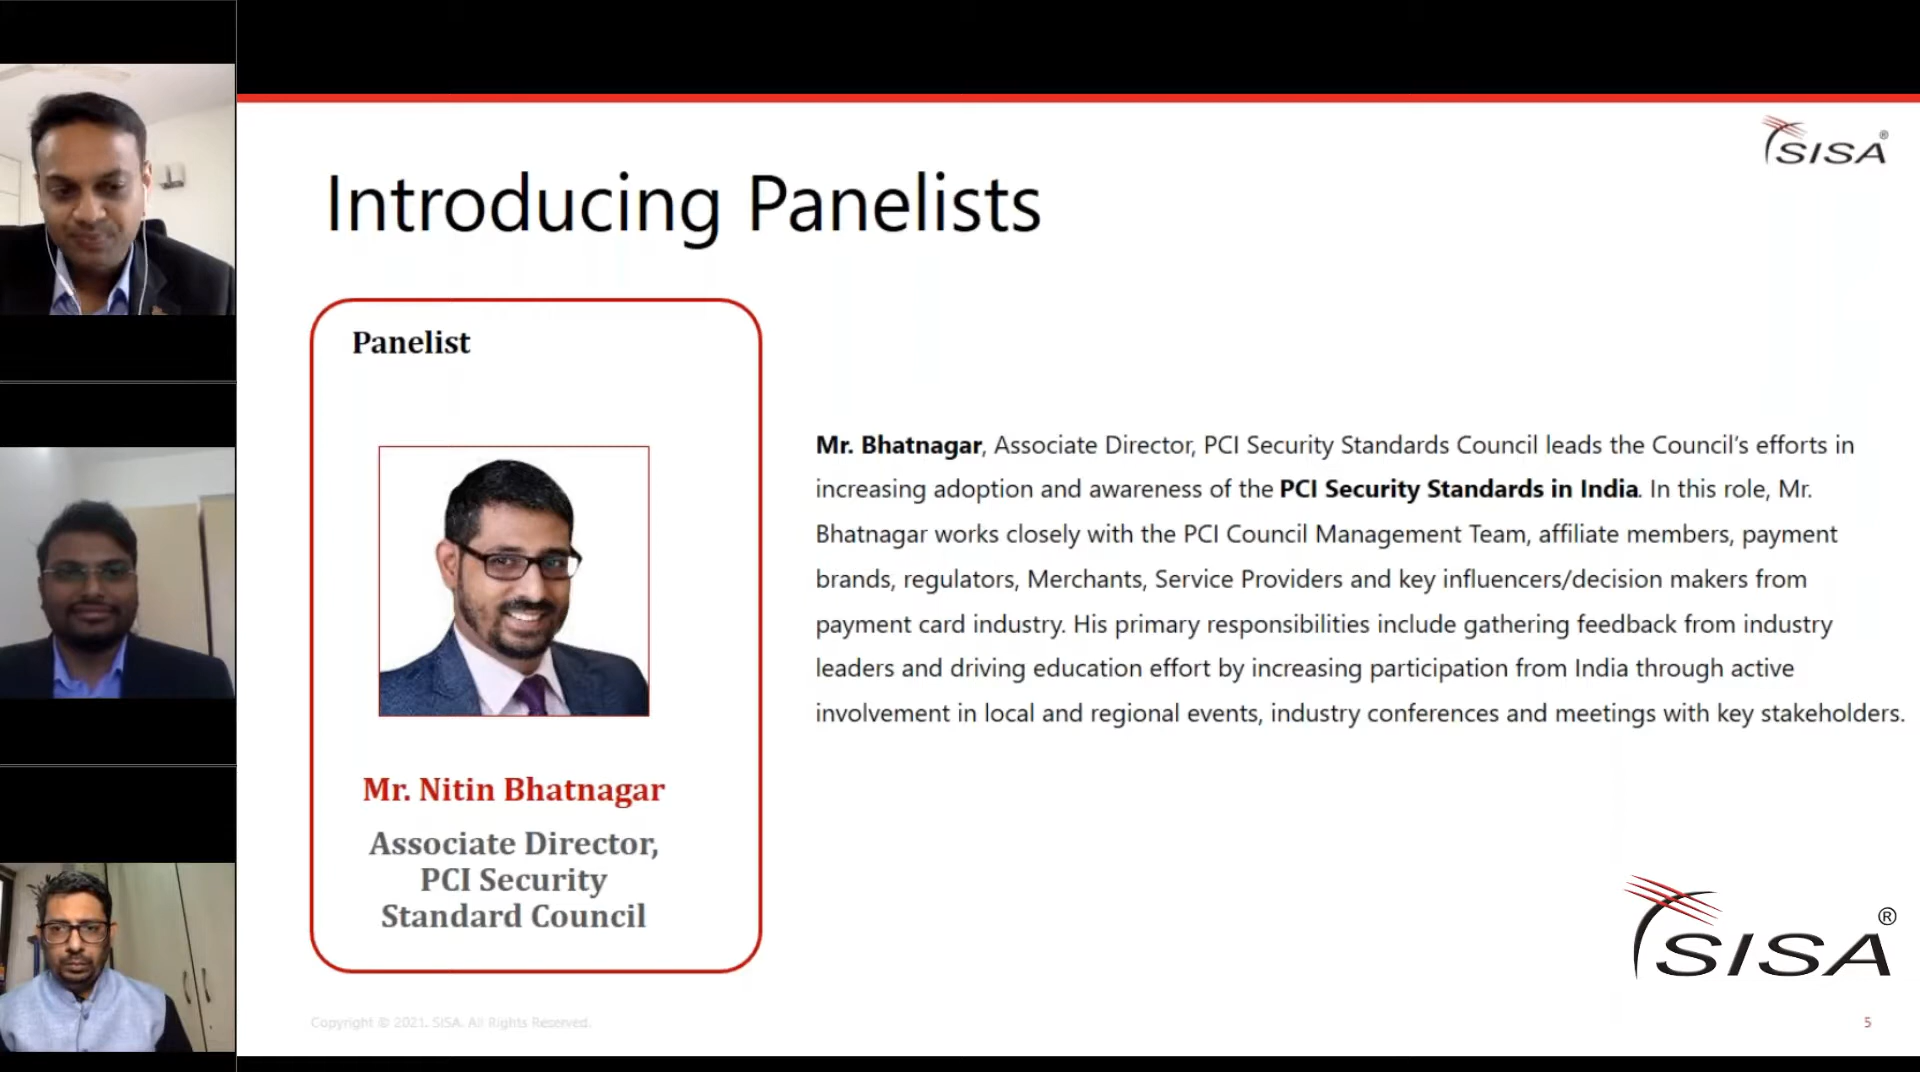 SISA®
Introducing Panelists
Panelist
Mr. Nitin Bhatnagar
Associate Director,
PCI Security
Standard Council
Mr. Bhatnagar, Associate Director, PCI Security Standards Council leads the Council’s efforts in
increasing adoption and awareness of the PCI Security Standards in India. In this role, Mr.
Bhatnagar works closely with the PCI Council Management Team, affiliate members, payment
brands, regulators, Merchants, Service Providers and key influencers/decision makers from
payment card industry. His primary responsibilities include gathering feedback from industry
leaders and driving education effort by increasing participation from India through active
involvement in local and regional events, industry conferences and meetings with key stakeholders.
SISA®
Copyright © 2021. SISA. All Rights Reserved.
5